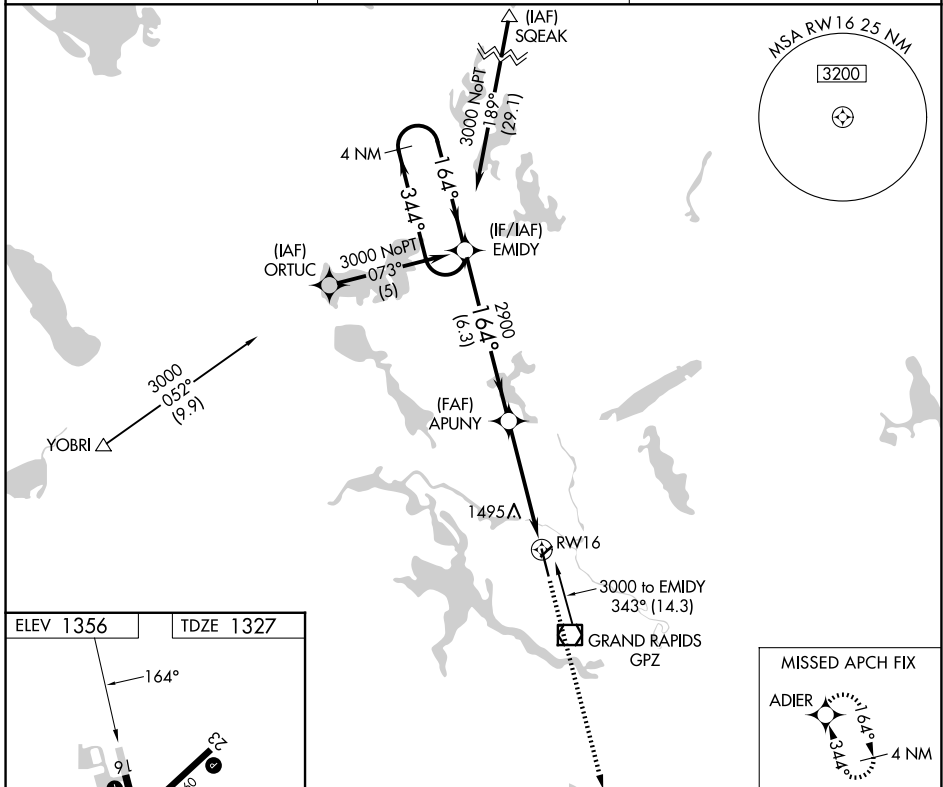 (IAF)
SQEAK
MSA RW16 25 NM
3200
3000 NoPT
189°
(29.1)
4 NM
164°
344°
(IF/IAF)
EMIDY
(IAF)
ORTUC
3000 NoPT
073°
(5)
2900
164°
(6.3)
3000
052°
(9.9)
YOBRI
(FAF)
APUNY
1495
RW16
3000 to EMIDY
343° (14.3)
GRAND RAPIDS
GPZ
ELEV 1356
TDZE 1327
164°
16
23
P
MISSED APCH FIX
ADIER
164°
344°
4 NM